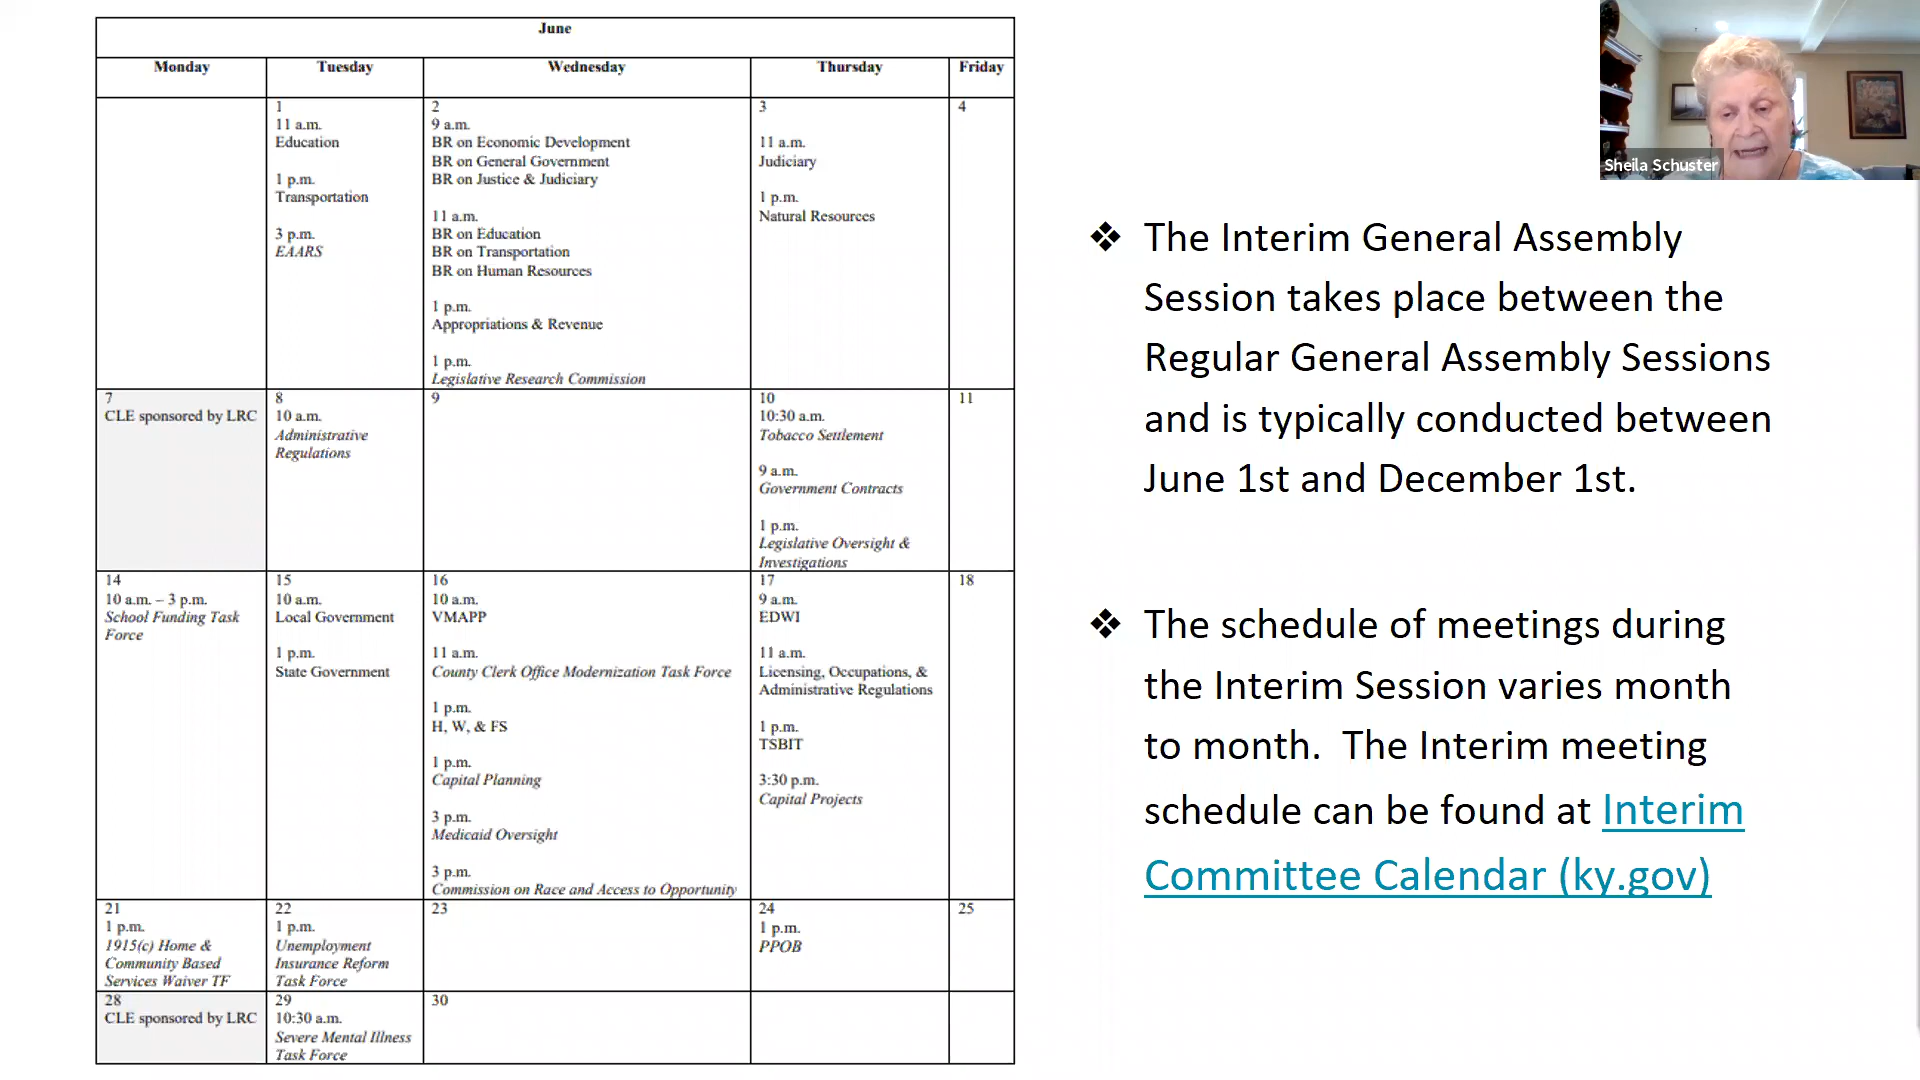 June
Monday
Tuesday
Wednesday
Thursday
Friday
1
11 a.m.
Education
1 p.m.
Transportation
3 p.m.
EAARS
2
9 a.m.
BR on Economic Development
BR on General Government
BR on Justice & Judiciary
11 a.m.
BR on Education
BR on Transportation
BR on Human Resources
1 p.m.
Appropriations & Revenue
1 p.m.
Legislative Research Commission
3
11 a.m.
Judiciary
1 p.m.
Natural Resources
4
7
CLE sponsored by LRC
8
10 a.m.
Administrative
Regulations
9
10
10:30 a.m.
Tobacco Settlement
9 a.m.
Government Contracts
1 p.m.
Legislative Oversight &
Investigations
11
14
10 a.m. – 3 p.m.
School Funding Task
Force
15
10 a.m.
Local Government
1 p.m.
State Government
16
10 a.m.
VMAPP
11 a.m.
County Clerk Office Modernization Task Force
1 p.m.
H, W, & FS
1 p.m.
Capital Planning
3 p.m.
Medicaid Oversight
3 p.m.
Commission on Race and Access to Opportunity
17
9 a.m.
EDWI
11 a.m.
Licensing, Occupations, &
Administrative Regulations
1 p.m.
TSBIT
3:30 p.m.
Capital Projects
18
21
1 p.m.
1915(c) Home &
Community Based
Services Waiver TF
22
1 p.m.
Unemployment
Insurance Reform
Task Force
23
24
1 p.m.
PPOB
25
28
CLE sponsored by LRC
29
10:30 a.m.
Severe Mental Illness
Task Force
30
Sheila Schuster
❖ The Interim General Assembly
Session takes place between the
Regular General Assembly Sessions
and is typically conducted between
June 1st and December 1st.
❖ The schedule of meetings during
the Interim Session varies month
to month.  The Interim meeting
schedule can be found at Interim
Committee Calendar (ky.gov)